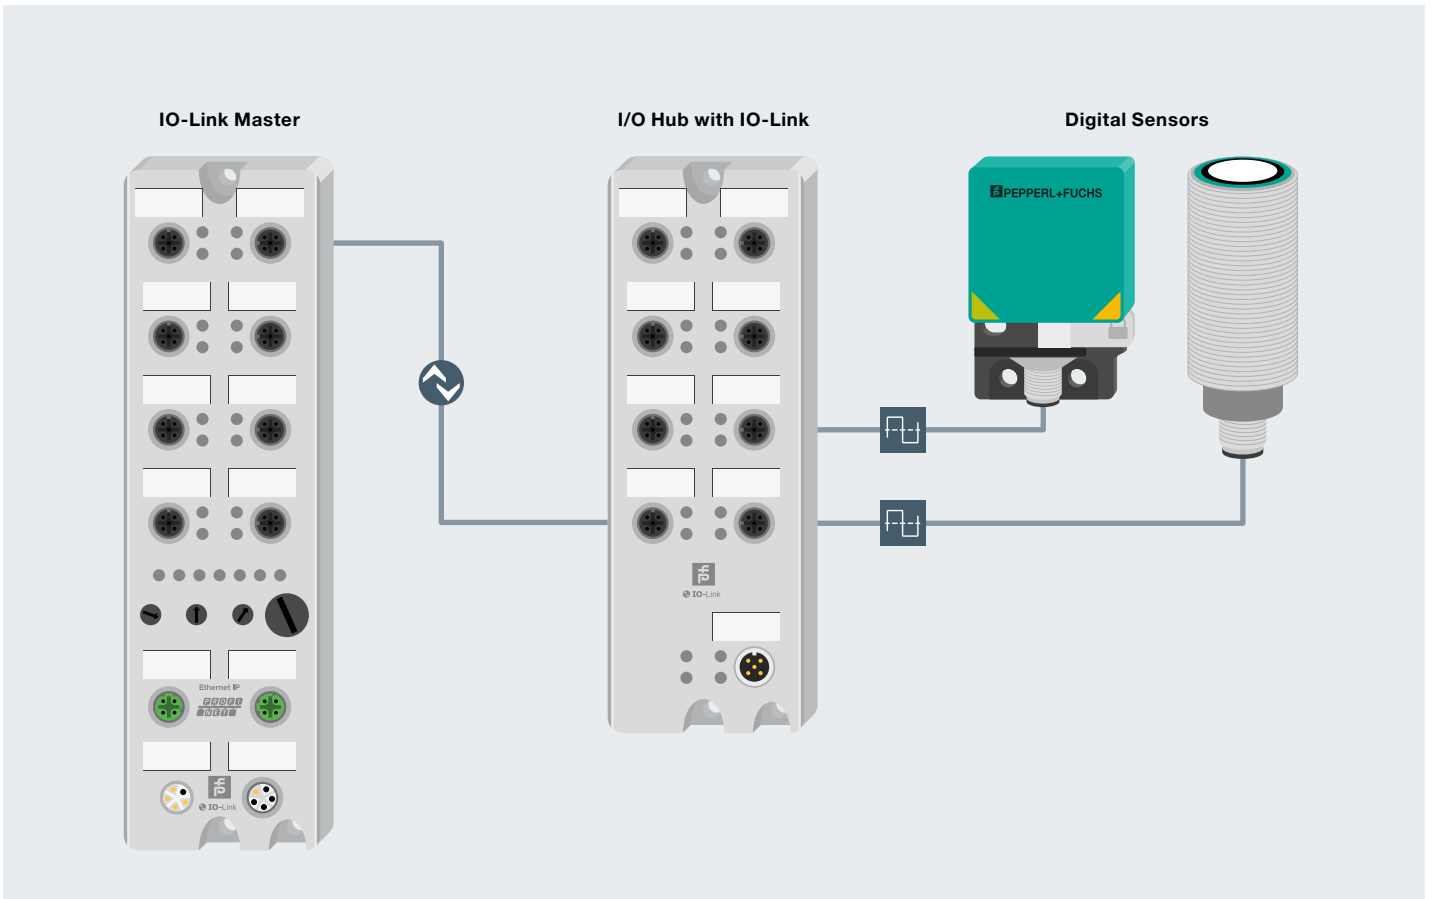 IO-Link Master
I/O Hub with IO-Link
Digital Sensors
PEPPERL+FUCHS
IO-Link
Ethernet IP
PROFI
NET
IO-Link